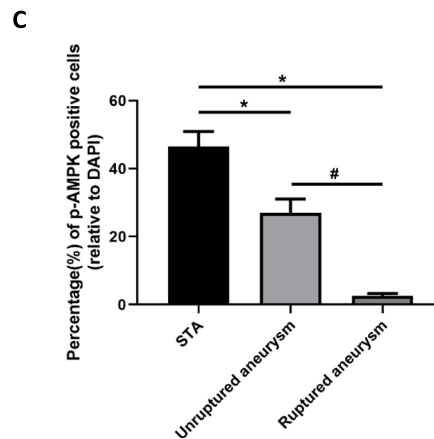 C
Percentage(%) of p-AMPK positive cells
(relative to DAPI)
60
40
20
0
*
*
#
STA
Unruptured aneurysm
Ruptured aneurysm